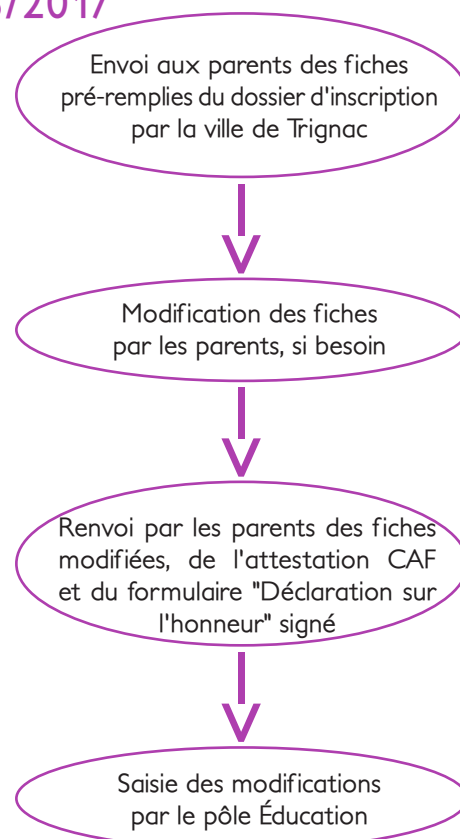 /2017
Envoi aux parents des fiches
pré-remplies du dossier d'inscription
par la ville de Trignac
Modification des fiches
par les parents, si besoin
Renvoi par les parents des fiches
modifiées, de l'attestation CAF
et du formulaire "Déclaration sur
l'honneur" signé
Saisie des modifications
par le pôle Éducation